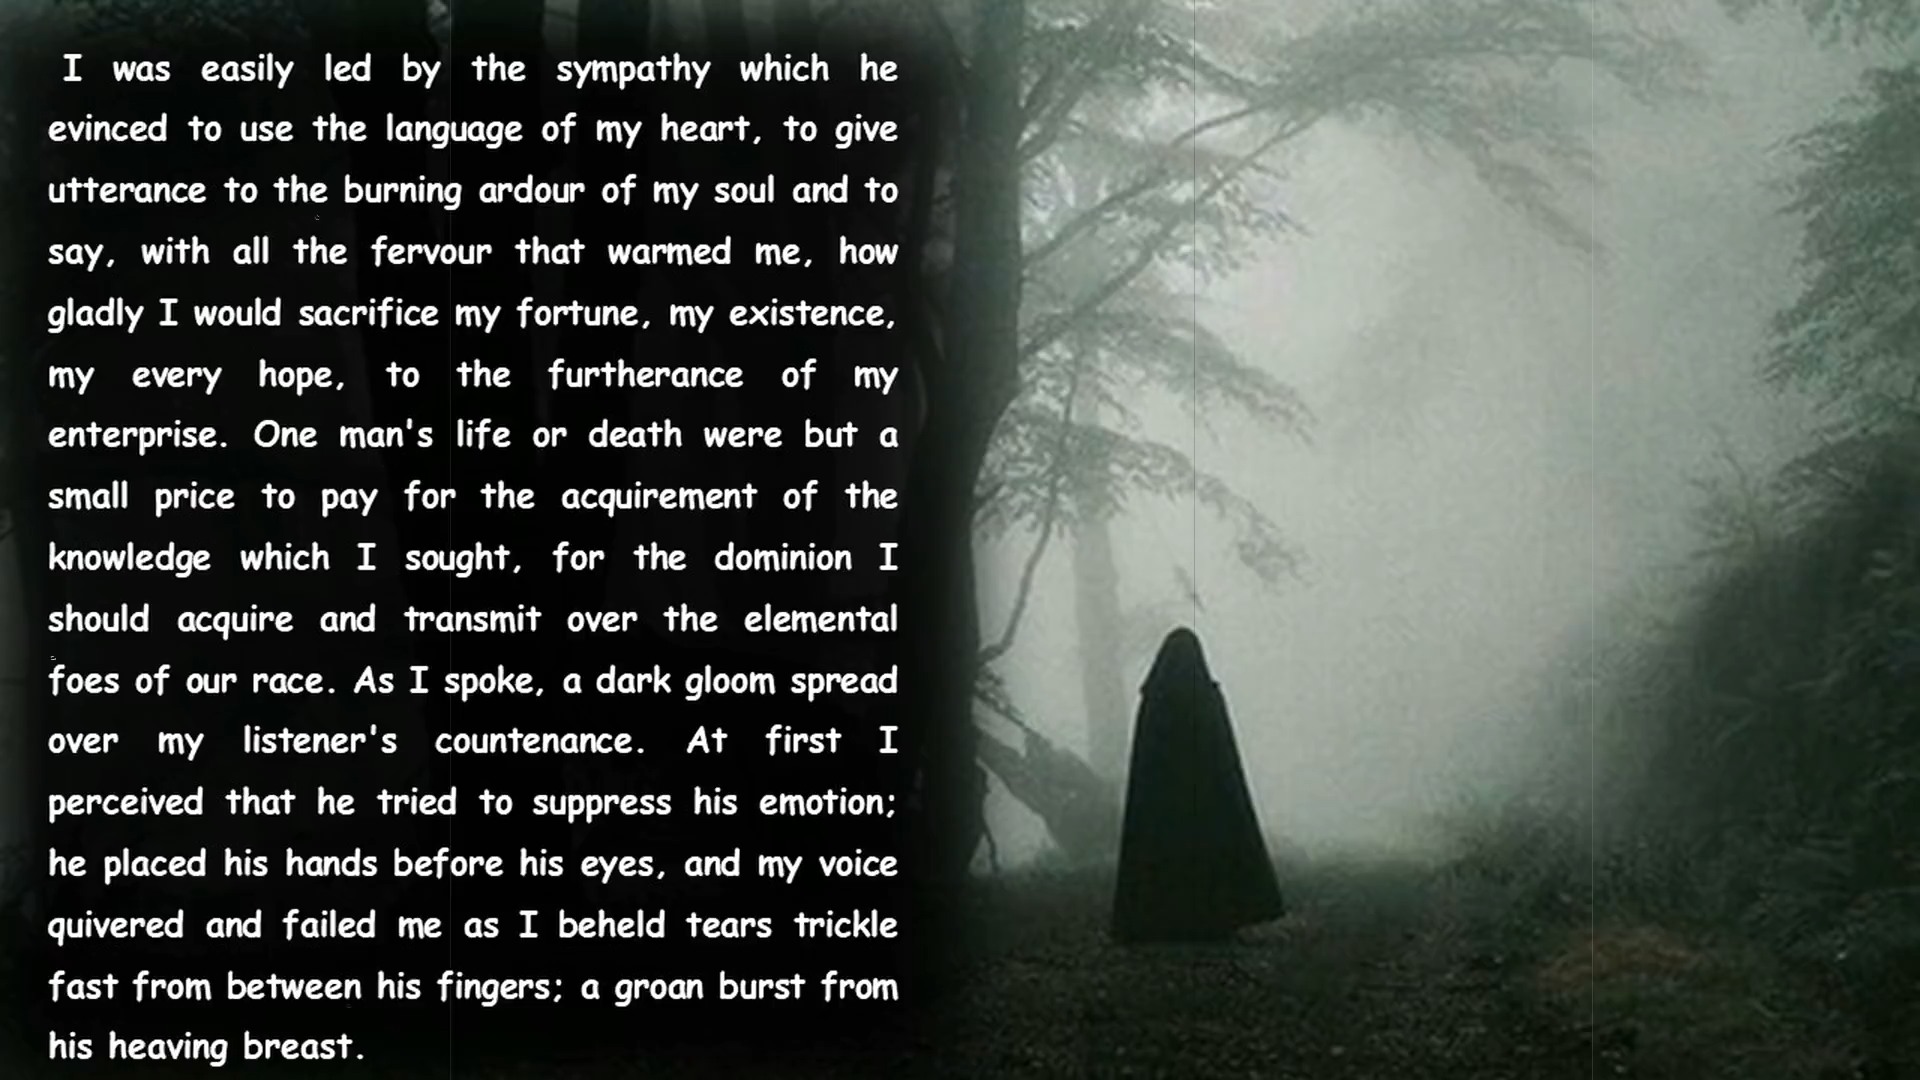 I was easily led by the sympathy which he
evinced to use the language of my heart, to give
utterance to the burning ardour of my soul and to
say, with all the fervour that warmed me, how
gladly I would sacrifice my fortune, my existence,
my every hope, to the furtherance of my
enterprise. One man's life or death were but a
small price to pay for the acquirement of the
knowledge which I sought, for the dominion I
should acquire and transmit over the elemental
foes of our race. As I spoke, a dark gloom spread
over my listener's countenance. At first I
perceived that he tried to suppress his emotion;
he placed his hands before his eyes, and my voice
quivered and failed me as I beheld tears trickle
fast from between his fingers; a groan burst from
his heaving breast.